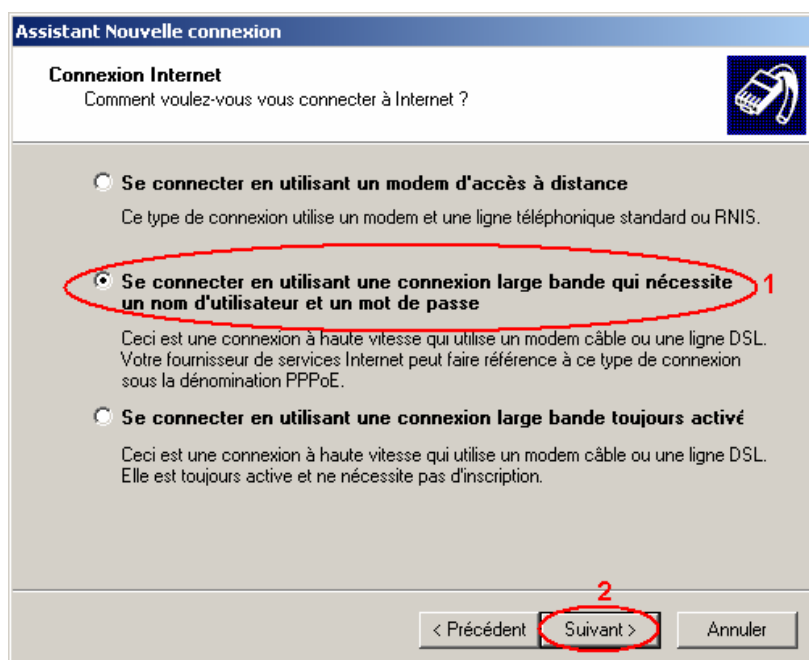 Assistant Nouvelle connexion
Connexion Internet
Comment voulez-vous vous connecter à Internet ?
Se connecter en utilisant un modem d'accès à distance
Ce type de connexion utilise un modem et une ligne téléphonique standard ou RNIS.
Se connecter en utilisant une connexion large bande qui nécessite 1
un nom d'utilisateur et un mot de passe
Ceci est une connexion à haute vitesse qui utilise un modem câble ou une ligne DSL.
Votre fournisseur de services Internet peut faire référence à ce type de connexion
sous la dénomination PPPoE.
Se connecter en utilisant une connexion large bande toujours activé
Ceci est une connexion à haute vitesse qui utilise un modem câble ou une ligne DSL.
Elle est toujours active et ne nécessite pas d'inscription.
2
< Précédent Suivant > Annuler